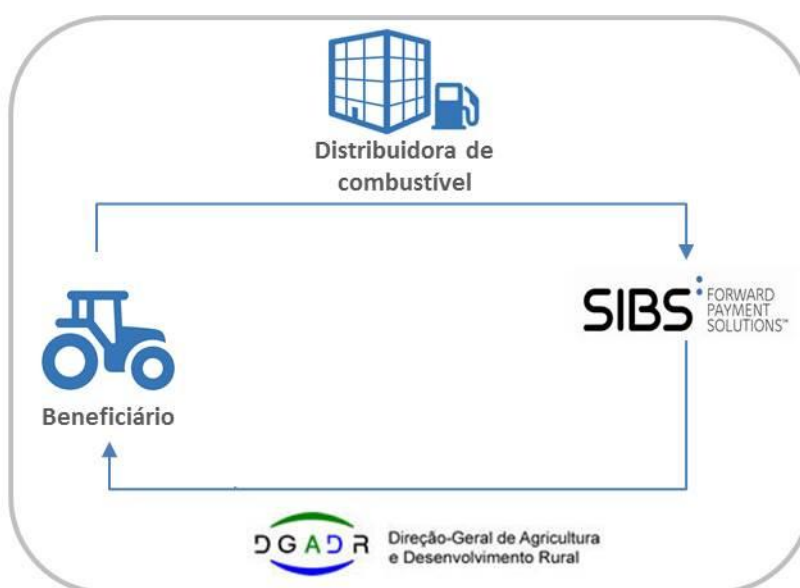 Distribuidora de
combustível
SIBS FORWARD
PAYMENT
SOLUTIONS™
Beneficiário
DGADR Direção-Geral de Agricultura
e Desenvolvimento Rural